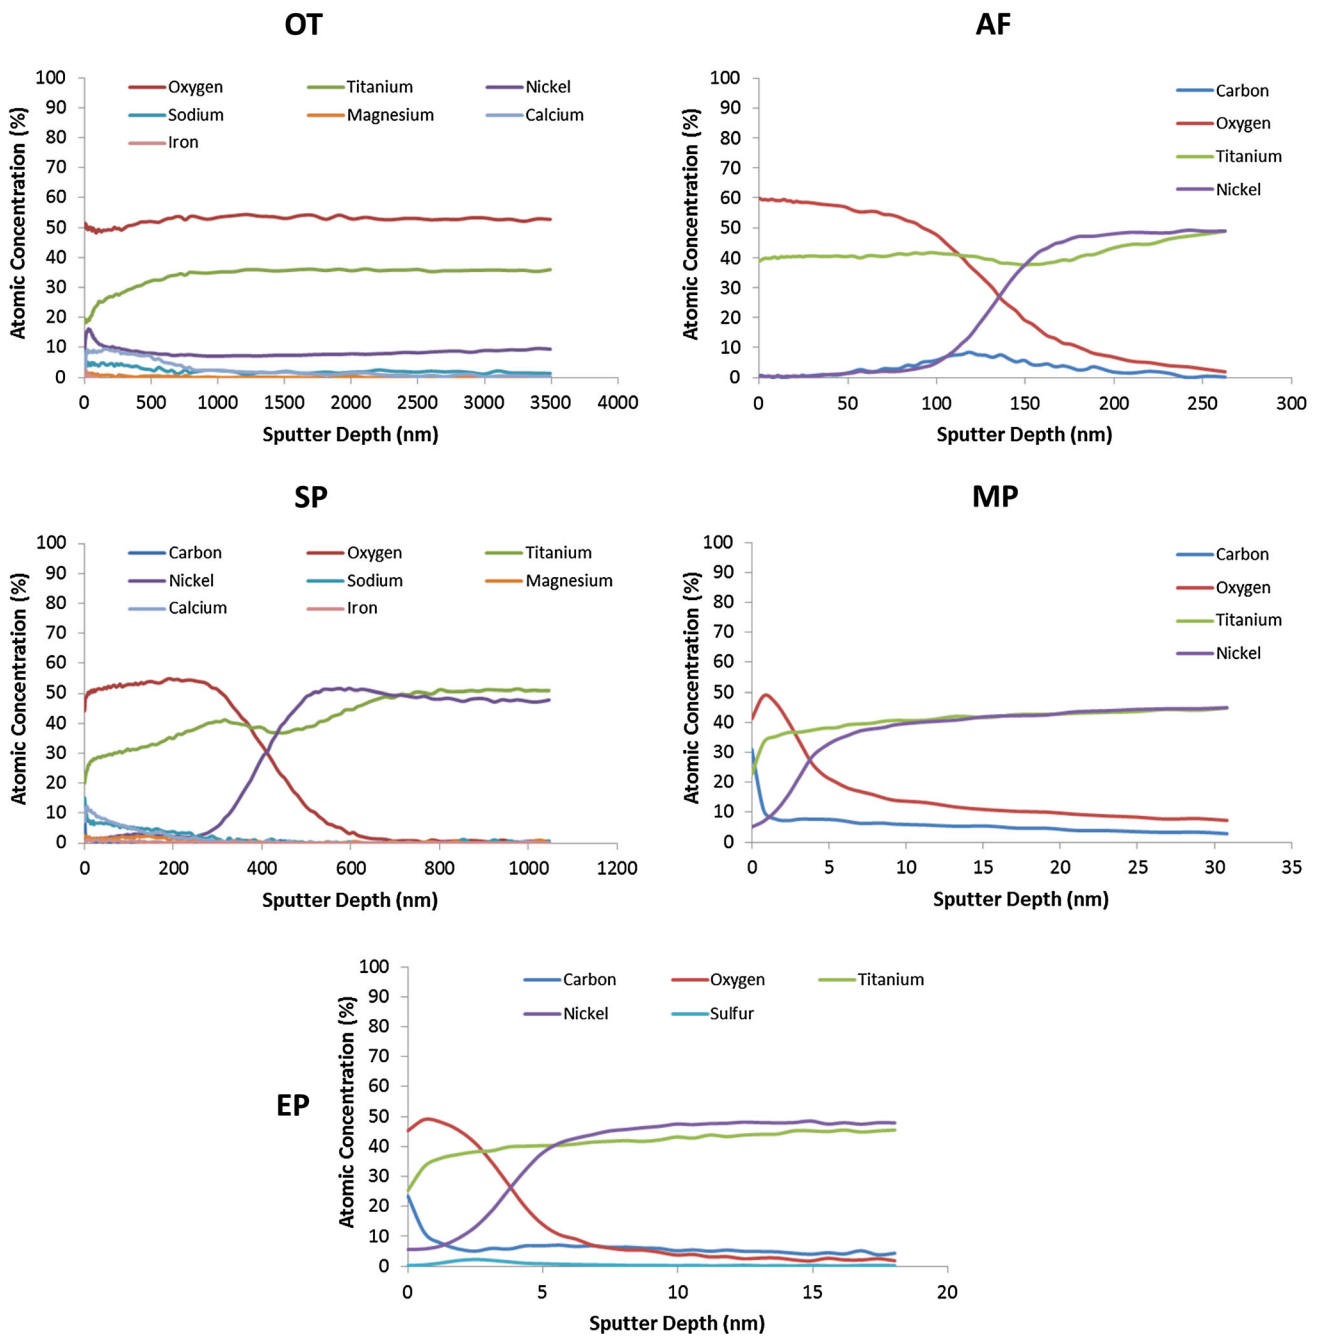 OT
100
90
80
70
60
50
40
30
20
10
0
Atomic Concentration (%)
Oxygen Titanium Nickel
Sodium Magnesium Calcium
Iron
0 500 1000 1500 2000 2500 3000 3500 4000
Sputter Depth (nm)
AF
100
90
80
70
60
50
40
30
20
10
0
Atomic Concentration (%)
Carbon
Oxygen
Titanium
Nickel
0 50 100 150 200 250 300
Sputter Depth (nm)
SP
100
90
80
70
60
50
40
30
20
10
0
Atomic Concentration (%)
Carbon Oxygen Titanium
Nickel Sodium Magnesium
Calcium Iron
0 200 400 600 800 1000 1200
Sputter Depth (nm)
MP
100
90
80
70
60
50
40
30
20
10
0
Atomic Concentration (%)
Carbon
Oxygen
Titanium
Nickel
0 5 10 15 20 25 30 35
Sputter Depth (nm)
EP
100
90
80
70
60
50
40
30
20
10
0
Atomic Concentration (%)
Carbon Oxygen Titanium
Nickel Sulfur
0 5 10 15 20
Sputter Depth (nm)